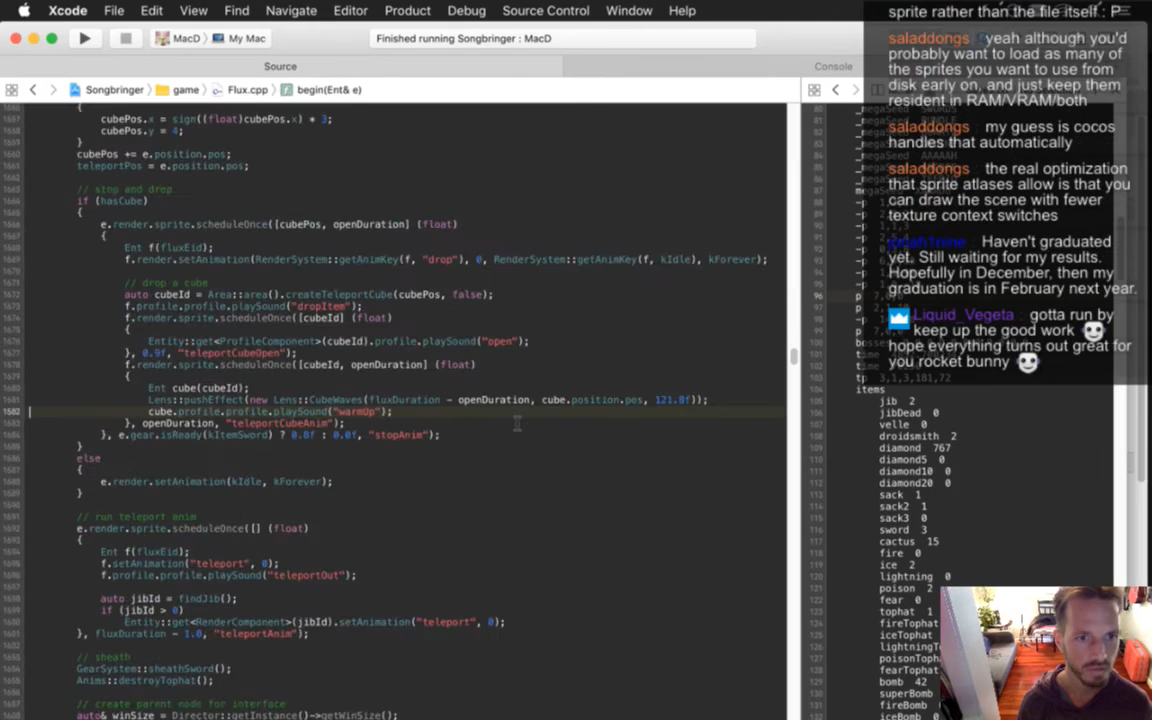 Xcode File Edit View Find Navigate Editor Product Debug Source Control Window Help
MacD My Mac Finished running Songbringer : MacD
Source Console
Songbringer game Flux.cpp begin(Ent& e)
{
cubePos.x = sign((float)cubePos.x) * 3;
cubePos.y = 4;
}
cubePos += e.position.pos;
teleportPos = e.position.pos;
// stop and drop
if (hasCube)
{
e.render.sprite.scheduleOnce([cubePos, openDuration] (float)
{
Ent f(fluxEid);
f.render.setAnimation(RenderSystem::getAnimKey(f, "drop"), 0, RenderSystem::getAnimKey(f, kIdle), kForever);
// drop a cube
auto cubeId = Area::area().createTeleportCube(cubePos, false);
f.profile.profile.playSound("dropItem");
f.render.sprite.scheduleOnce([cubeId] (float)
{
Entity::get<ProfileComponent>(cubeId).profile.playSound("open");
}, 0.9f, "teleportCubeOpen");
f.render.sprite.scheduleOnce([cubeId, openDuration] (float)
{
Ent cube(cubeId);
Lens::pushEffect(new Lens::CubeWaves(fluxDuration - openDuration, cube.position.pos, 121.8f));
1682 cube.profile.profile.playSound("warmUp");
}, openDuration, "teleportCubeAnim");
}, e.gear.isReady(kItemSword) ? 0.8f : 0.0f, "stopAnim");
}
else
{
e.render.setAnimation(kIdle, kForever);
}
// run teleport anim
e.render.sprite.scheduleOnce([] (float)
{
Ent f(fluxEid);
f.setAnimation("teleport", 0);
f.profile.profile.playSound("teleportOut");
auto jibId = findJib();
if (jibId > 0)
Entity::get<RenderComponent>(jibId).setAnimation("teleport", 0);
}, fluxDuration - 1.0, "teleportAnim");
// sheath
GearSystem::sheathSword();
Anims::destroyTophat();
// create parent node for interface
auto& winSize = Director::getInstance()->getWinSize();
tp 3,1,3,181,72
items
jib 2
jibDead 0
velle 0
droidsmith 2
diamond 767
diamond5 0
diamond10 0
diamond20 0
sack 1
sack2 1
sack3 0
sword 3
cactus 15
fire 0
ice 2
lightning 0
poison 2
fear 0
tophat 1
fireTophat
iceTophat
lightningTo
poisonTop
fearTophat
bomb 42
superBomb
fireBomb
iceBomb
sprite rather than the file itself : P
saladdongs yeah although you'd
probably want to load as many of
the sprites you want to use from
disk early on, and just keep them
resident in RAM/VRAM/both
saladdongs my guess is cocos
handles that automatically
saladdongs the real optimization
that sprite atlases allow is that you
can draw the scene with fewer
texture context switches
Haven't graduated
yet. Still waiting for my results.
Hopefully in December, then my
graduation is in February next year.
Liquid_Vegeta gotta run by
keep up the good work
hope everything turns out great for
you rocket bunny